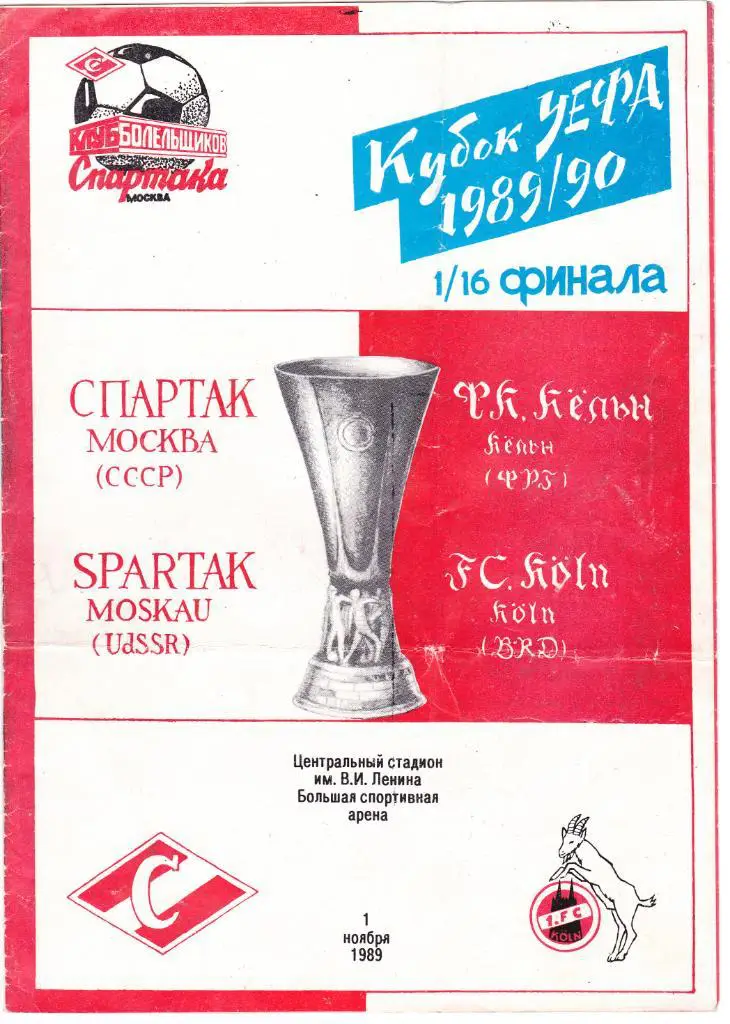 С
КЛУБ БОЛЕЛЬЩИКОВ
Спартака
МОСКВА
Кубок УЕФА
1989/90
1/16 финала
СПАРТАК
МОСКВА
(СССР)
ФК. Кёльн
Кёльн
(ФРГ)
SPARTAK
MOSKAU
(UdSSR)
FC. Köln
Köln
(BRD)
Центральный стадион
им. В.И. Ленина
Большая спортивная
арена
С
1
ноября
1989
1. FC
KÖLN